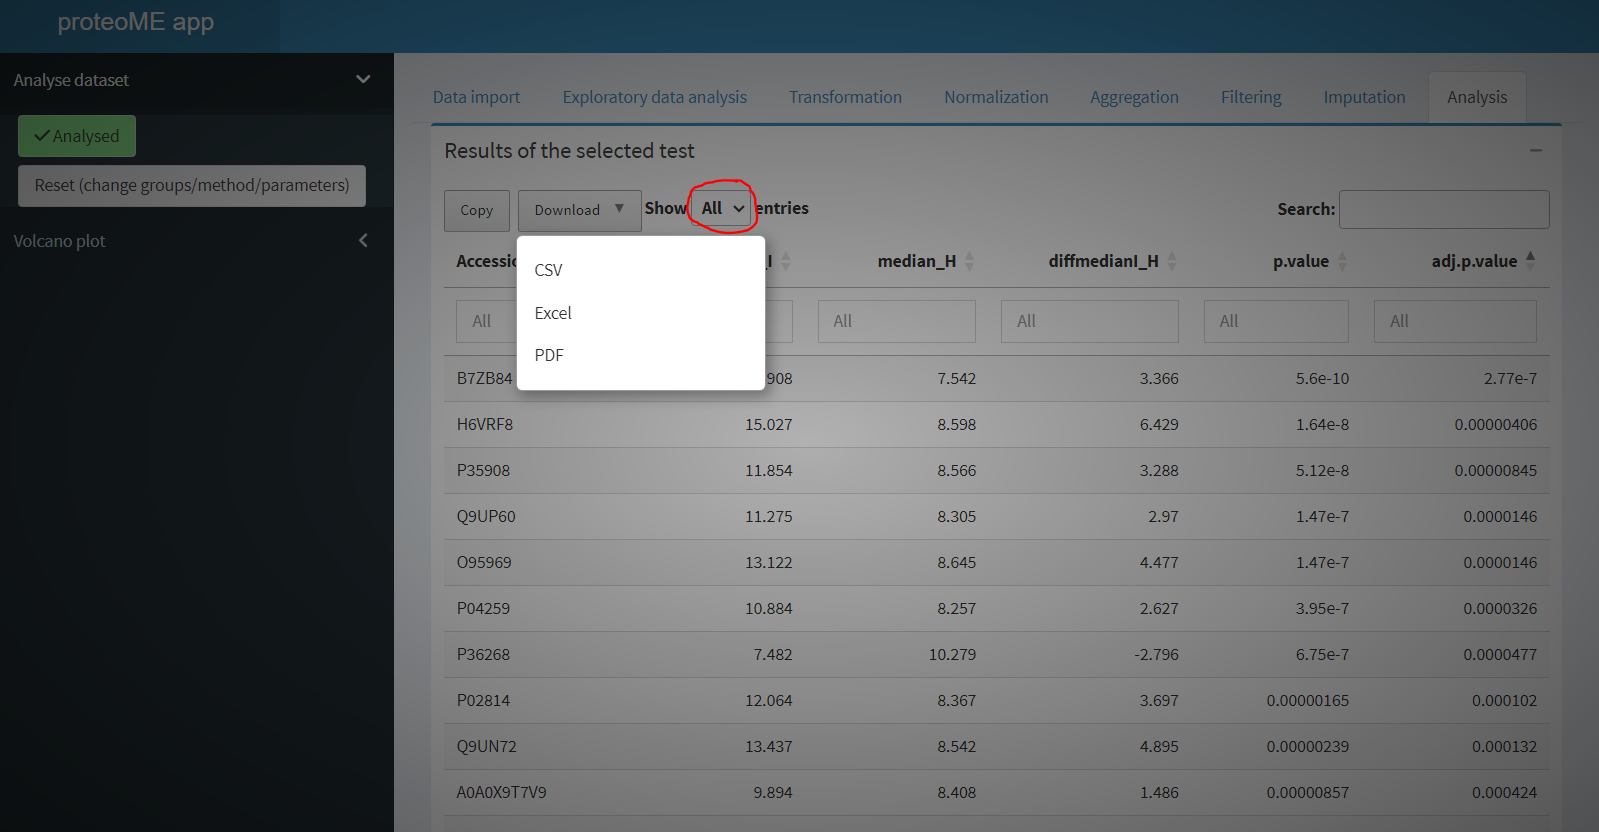 proteoME app
Analyse dataset
Analysed
Reset (change groups/method/parameters)
Volcano plot
Data import Exploratory data analysis Transformation Normalization Aggregation Filtering Imputation Analysis
Results of the selected test
Copy Download Show All entries Search:
CSV
Excel
PDF
_I median_H diffmedianI_H p.value adj.p.value
All All All All All
B7ZB84 908 7.542 3.366 5.6e-10 2.77e-7
H6VRF8 15.027 8.598 6.429 1.64e-8 0.00000406
P35908 11.854 8.566 3.288 5.12e-8 0.00000845
Q9UP60 11.275 8.305 2.97 1.47e-7 0.0000146
O95969 13.122 8.645 4.477 1.47e-7 0.0000146
P04259 10.884 8.257 2.627 3.95e-7 0.0000326
P36268 7.482 10.279 -2.796 6.75e-7 0.0000477
P02814 12.064 8.367 3.697 0.00000165 0.000102
Q9UN72 13.437 8.542 4.895 0.00000239 0.000132
A0A0X9T7V9 9.894 8.408 1.486 0.00000857 0.000424